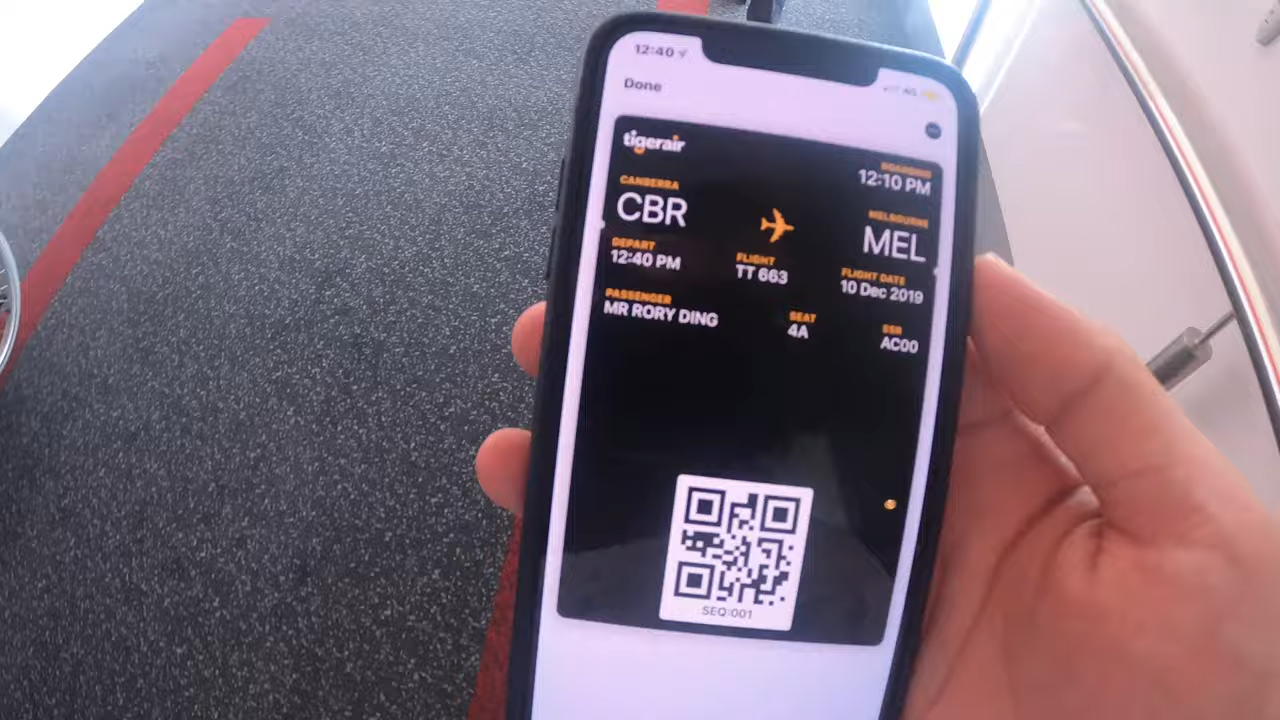 12:40
4G
Done
tigerair
BOARDING
12:10 PM
CANBERRA
MELBOURNE
CBR
MEL
DEPART
FLIGHT
FLIGHT DATE
12:40 PM
TT 663
10 Dec 2019
PASSENGER
SEAT
SSR
MR RORY DING
4A
AC00
SEQ:001